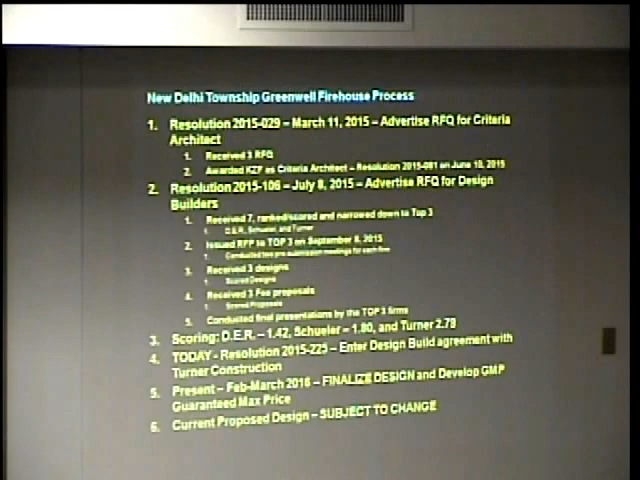 New Delhi Township Greenwell Firehouse Process
1. Resolution 2015-029 – March 11, 2015 – Advertise RFQ for Criteria
Architect
1. Received 3 RFQ
2. Awarded KZF as Criteria Architect – Resolution 2015-081 on June 10, 2015
2. Resolution 2015-106 – July 8, 2015 – Advertise RFQ for Design
Builders
1. Received 7, ranked/scored and narrowed down to Top 3
1. D.E.R., Schueler, and Turner
2. Issued RFP to TOP 3 on September 8, 2015
1. Conducted two pre submission meetings for each firm
3. Received 3 designs
1. Scored Designs
4. Received 3 Fee proposals
1. Scored Proposals
5. Conducted final presentations by the TOP 3 firms
3. Scoring: D.E.R. – 1.42, Schueler – 1.80, and Turner 2.78
4. TODAY - Resolution 2015-225 – Enter Design Build agreement with
Turner Construction
5. Present – Feb-March 2016 – FINALIZE DESIGN and Develop GMP
Guaranteed Max Price
6. Current Proposed Design – SUBJECT TO CHANGE